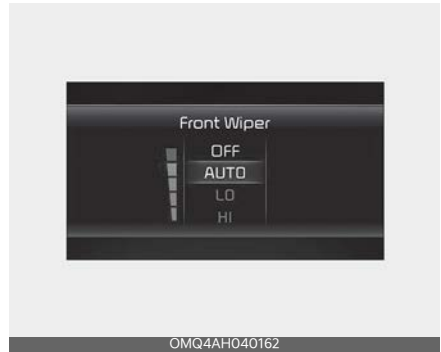 Front Wiper
OFF
AUTO
LO
HI
OMQ4AH040162